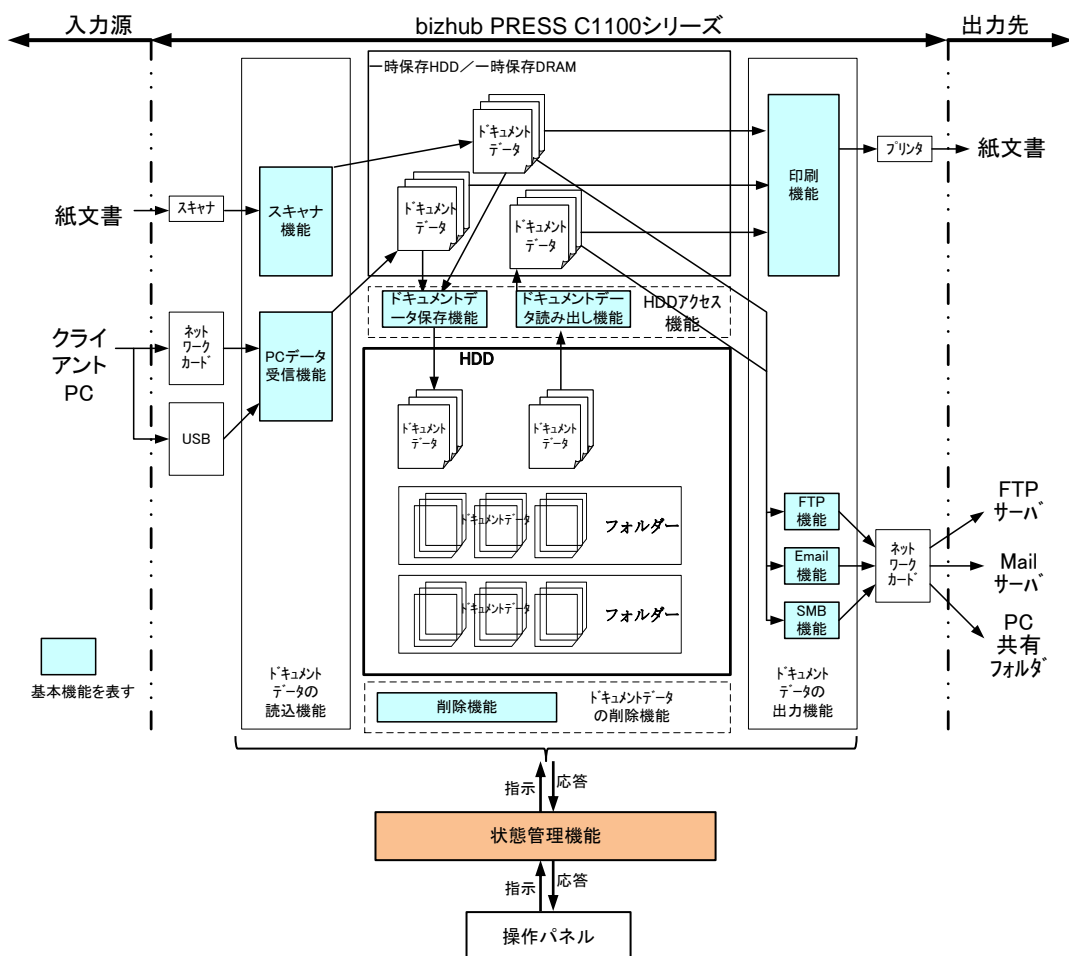 入力源
bizhub PRESS C1100シリーズ
出力先
一時保存HDD／一時保存DRAM
ﾄﾞｷｭﾒﾝﾄ
ﾃﾞｰﾀ
ﾄﾞｷｭﾒﾝﾄ
ﾃﾞｰﾀ
ﾄﾞｷｭﾒﾝﾄ
ﾃﾞｰﾀ
紙文書
ｽｷｬﾅ
スキャナ
機能
印刷
機能
ﾌﾟﾘﾝﾀ
紙文書
ドキュメントデ
ータ保存機能
ドキュメントデー
タ読み出し機能
HDDアクセス
機能
クライ
アント
PC
ﾈｯﾄ
ﾜｰｸ
ｶｰﾄﾞ
USB
PCデータ
受信機能
HDD
ﾄﾞｷｭﾒﾝﾄ
ﾃﾞｰﾀ
ﾄﾞｷｭﾒﾝﾄ
ﾃﾞｰﾀ
ﾄﾞｷｭﾒﾝﾄﾃﾞｰﾀ
フォルダー
ﾄﾞｷｭﾒﾝﾄﾃﾞｰﾀ
フォルダー
FTP
機能
Email
機能
SMB
機能
ﾈｯﾄ
ﾜｰｸ
ｶｰﾄﾞ
FTP
ｻｰﾊﾞ
Mail
ｻｰﾊﾞ
PC
共有
ﾌｫﾙﾀﾞ
基本機能を表す
ﾄﾞｷｭﾒﾝﾄ
ﾃﾞｰﾀの
読込機能
削除機能
ﾄﾞｷｭﾒﾝﾄﾃﾞｰﾀ
の削除機能
ﾄﾞｷｭﾒﾝﾄ
ﾃﾞｰﾀの
出力機能
指示
応答
状態管理機能
指示
応答
操作パネル